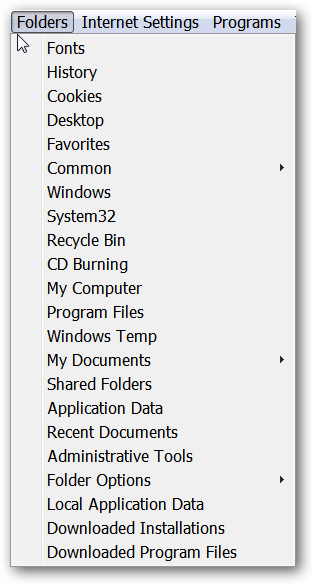 Folders Internet Settings Programs
Fonts
History
Cookies
Desktop
Favorites
Common
Windows
System32
Recycle Bin
CD Burning
My Computer
Program Files
Windows Temp
My Documents
Shared Folders
Application Data
Recent Documents
Administrative Tools
Folder Options
Local Application Data
Downloaded Installations
Downloaded Program Files